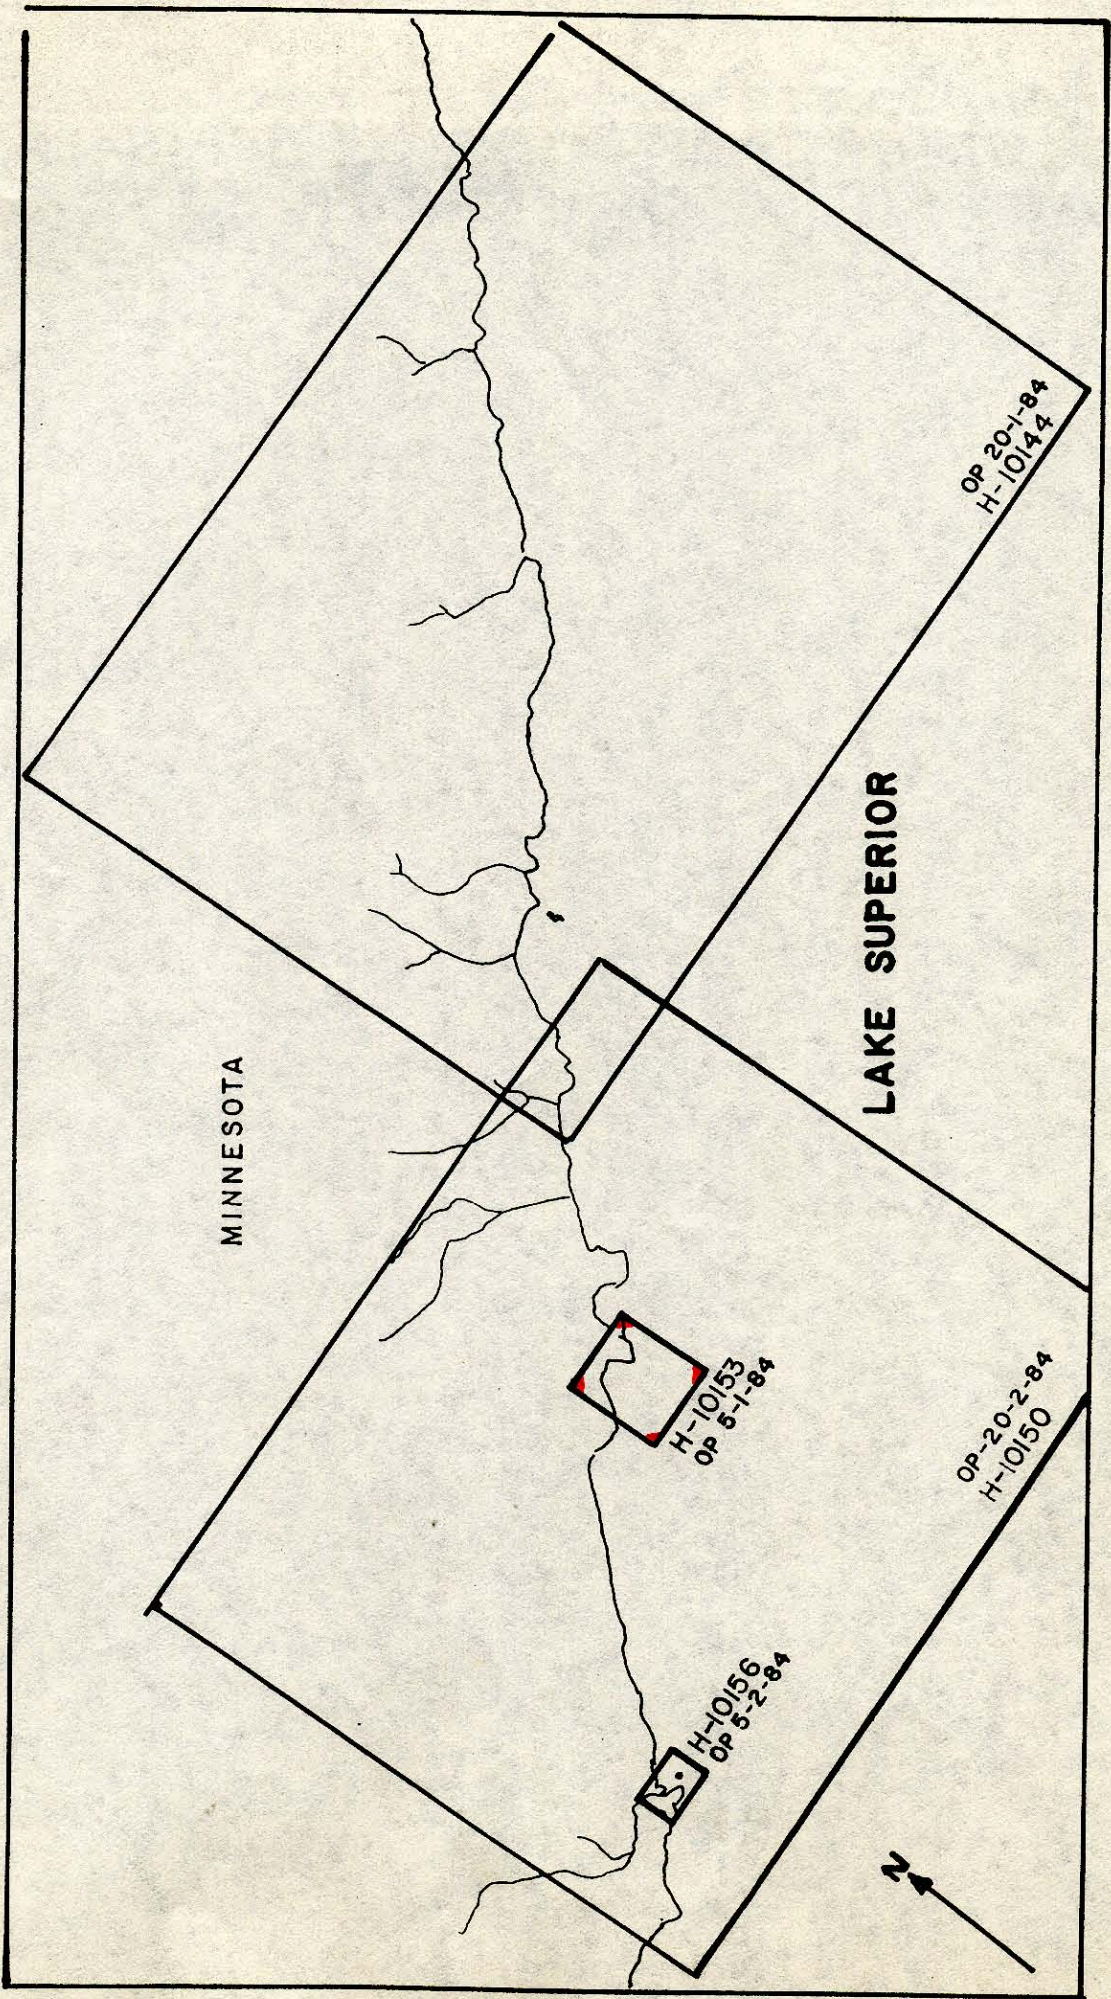 OP 20-1-84
H-10144
LAKE SUPERIOR
MINNESOTA
H-10153
OP 5-1-84
OP-20-2-84
H-10150
H-10156
OP 5-2-84
N